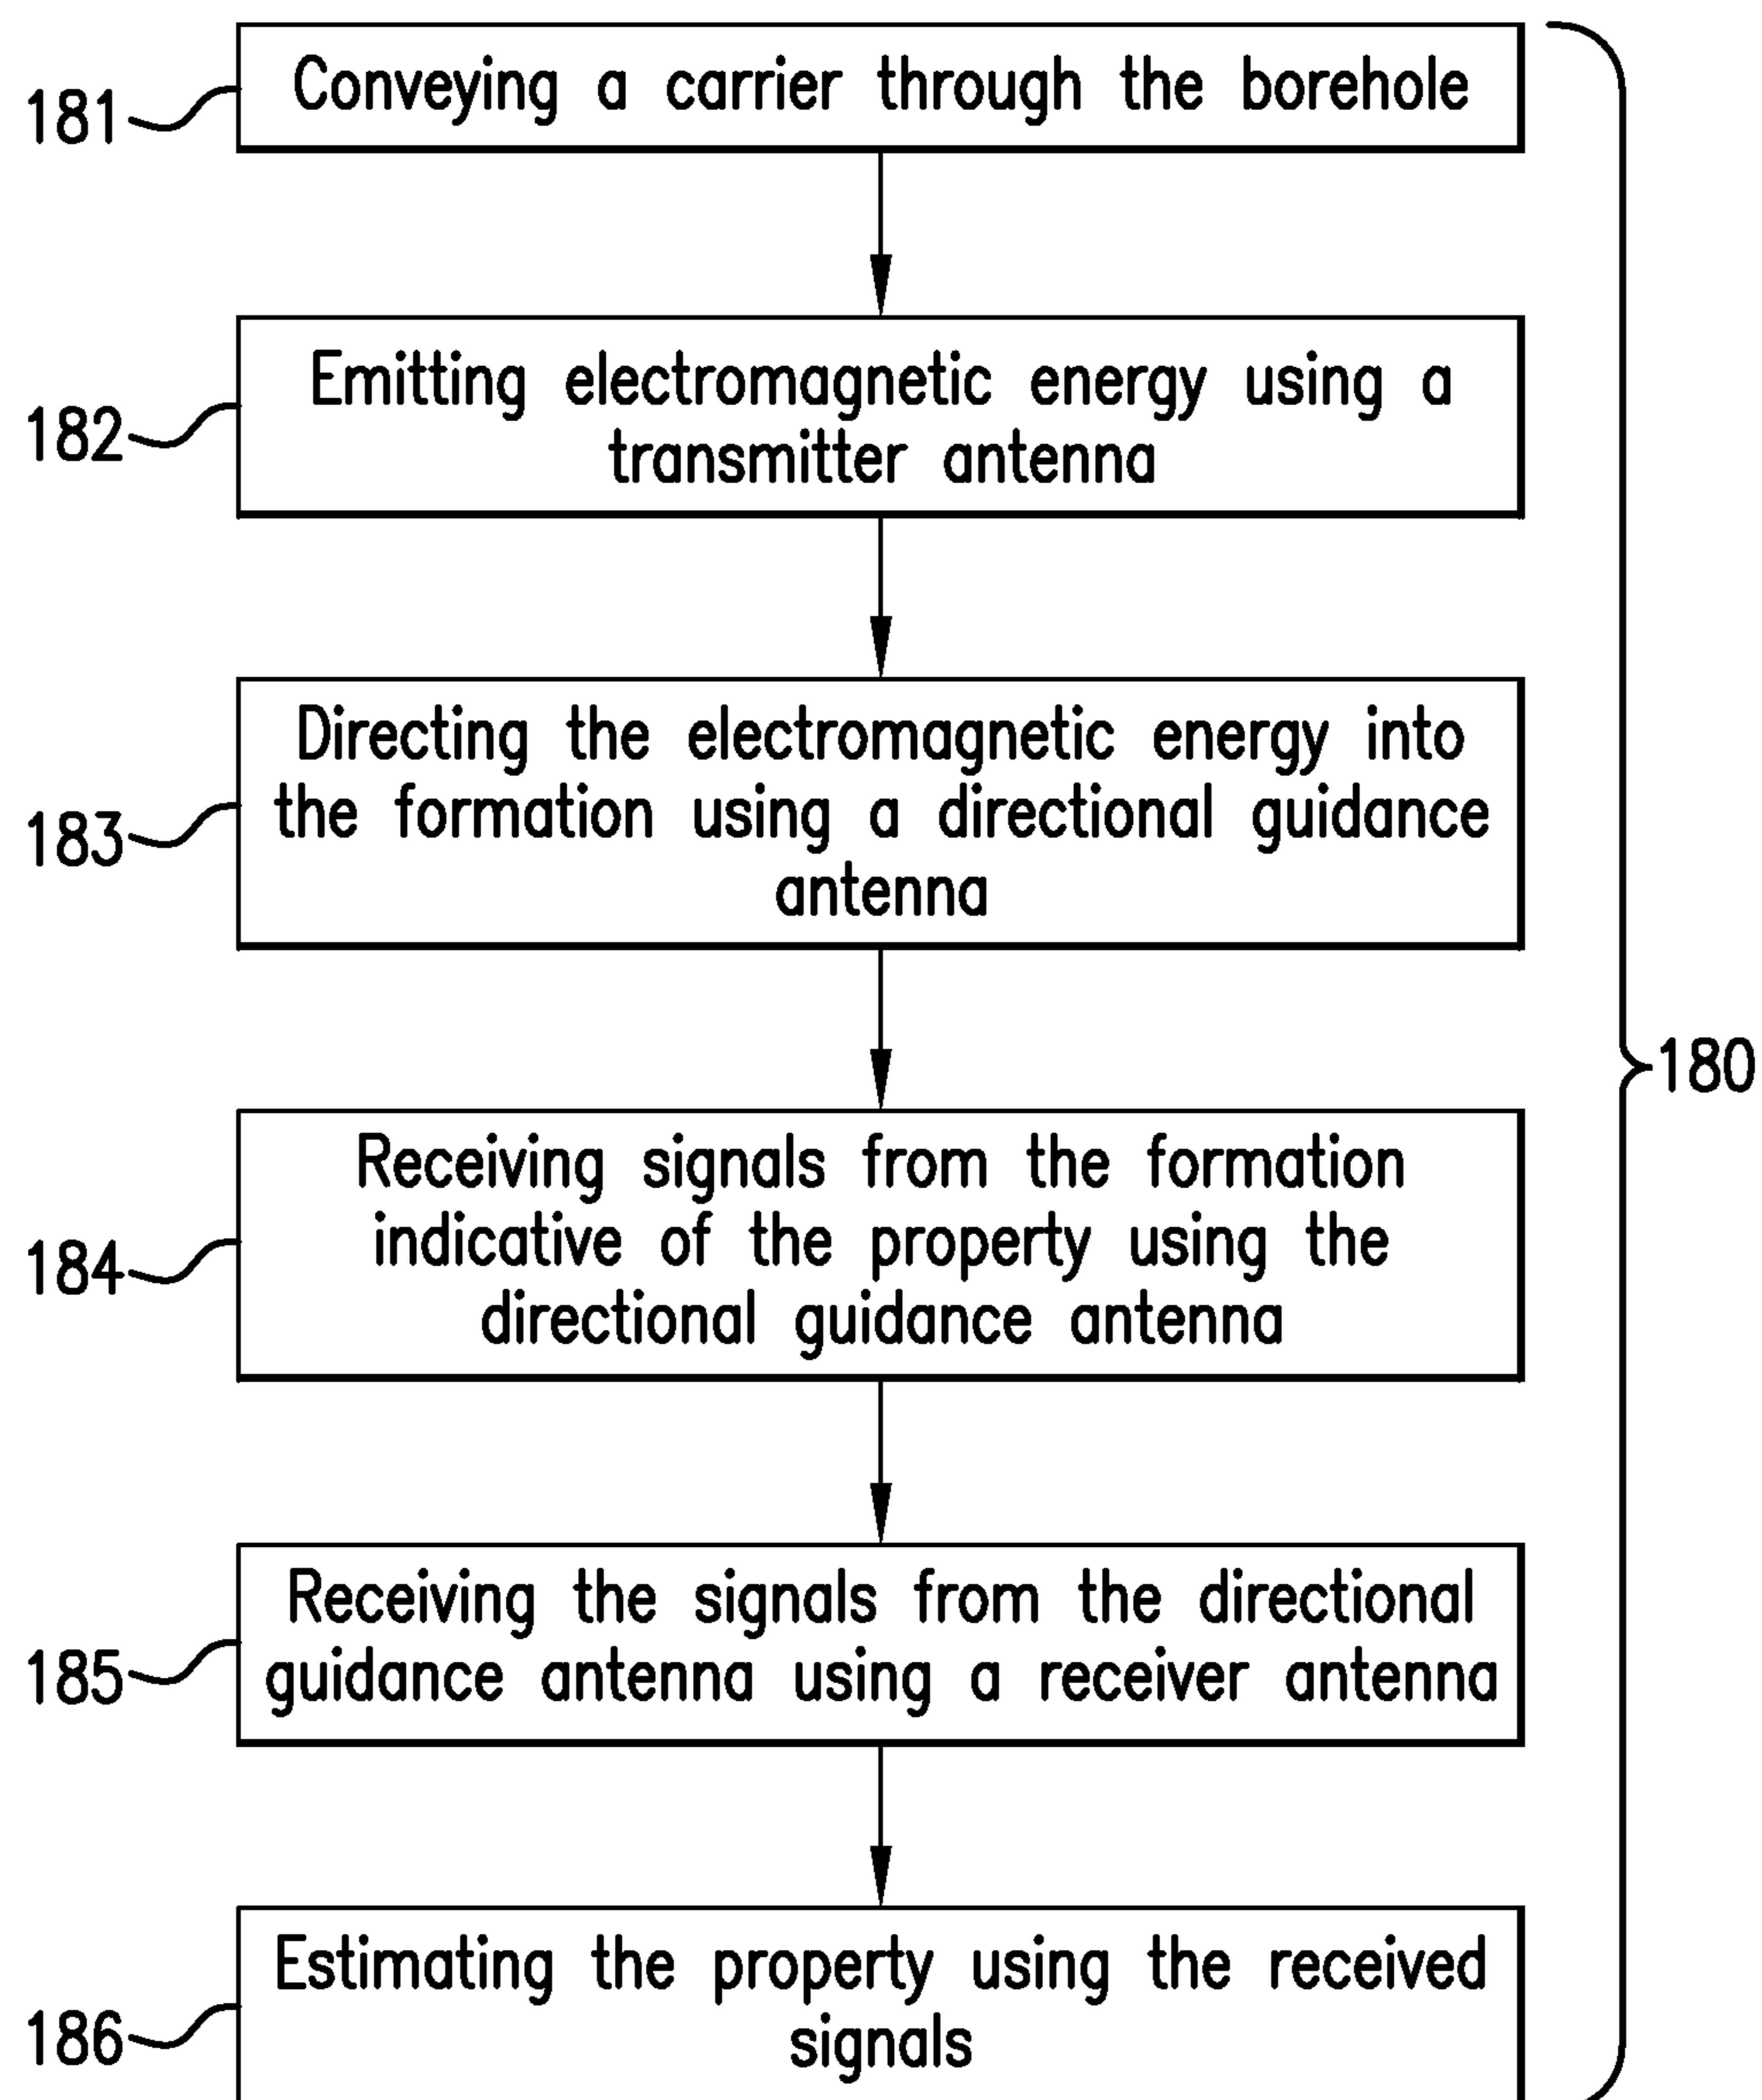 Conveying a carrier through the borehole
181
Emitting electromagnetic energy using a
transmitter antenna
182
Directing the electromagnetic energy into
the formation using a directional guidance
antenna
183
180
Receiving signals from the formation
indicative of the property using the
directional guidance antenna
184
Receiving the signals from the directional
guidance antenna using a receiver antenna
185
Estimating the property using the received
signals
186